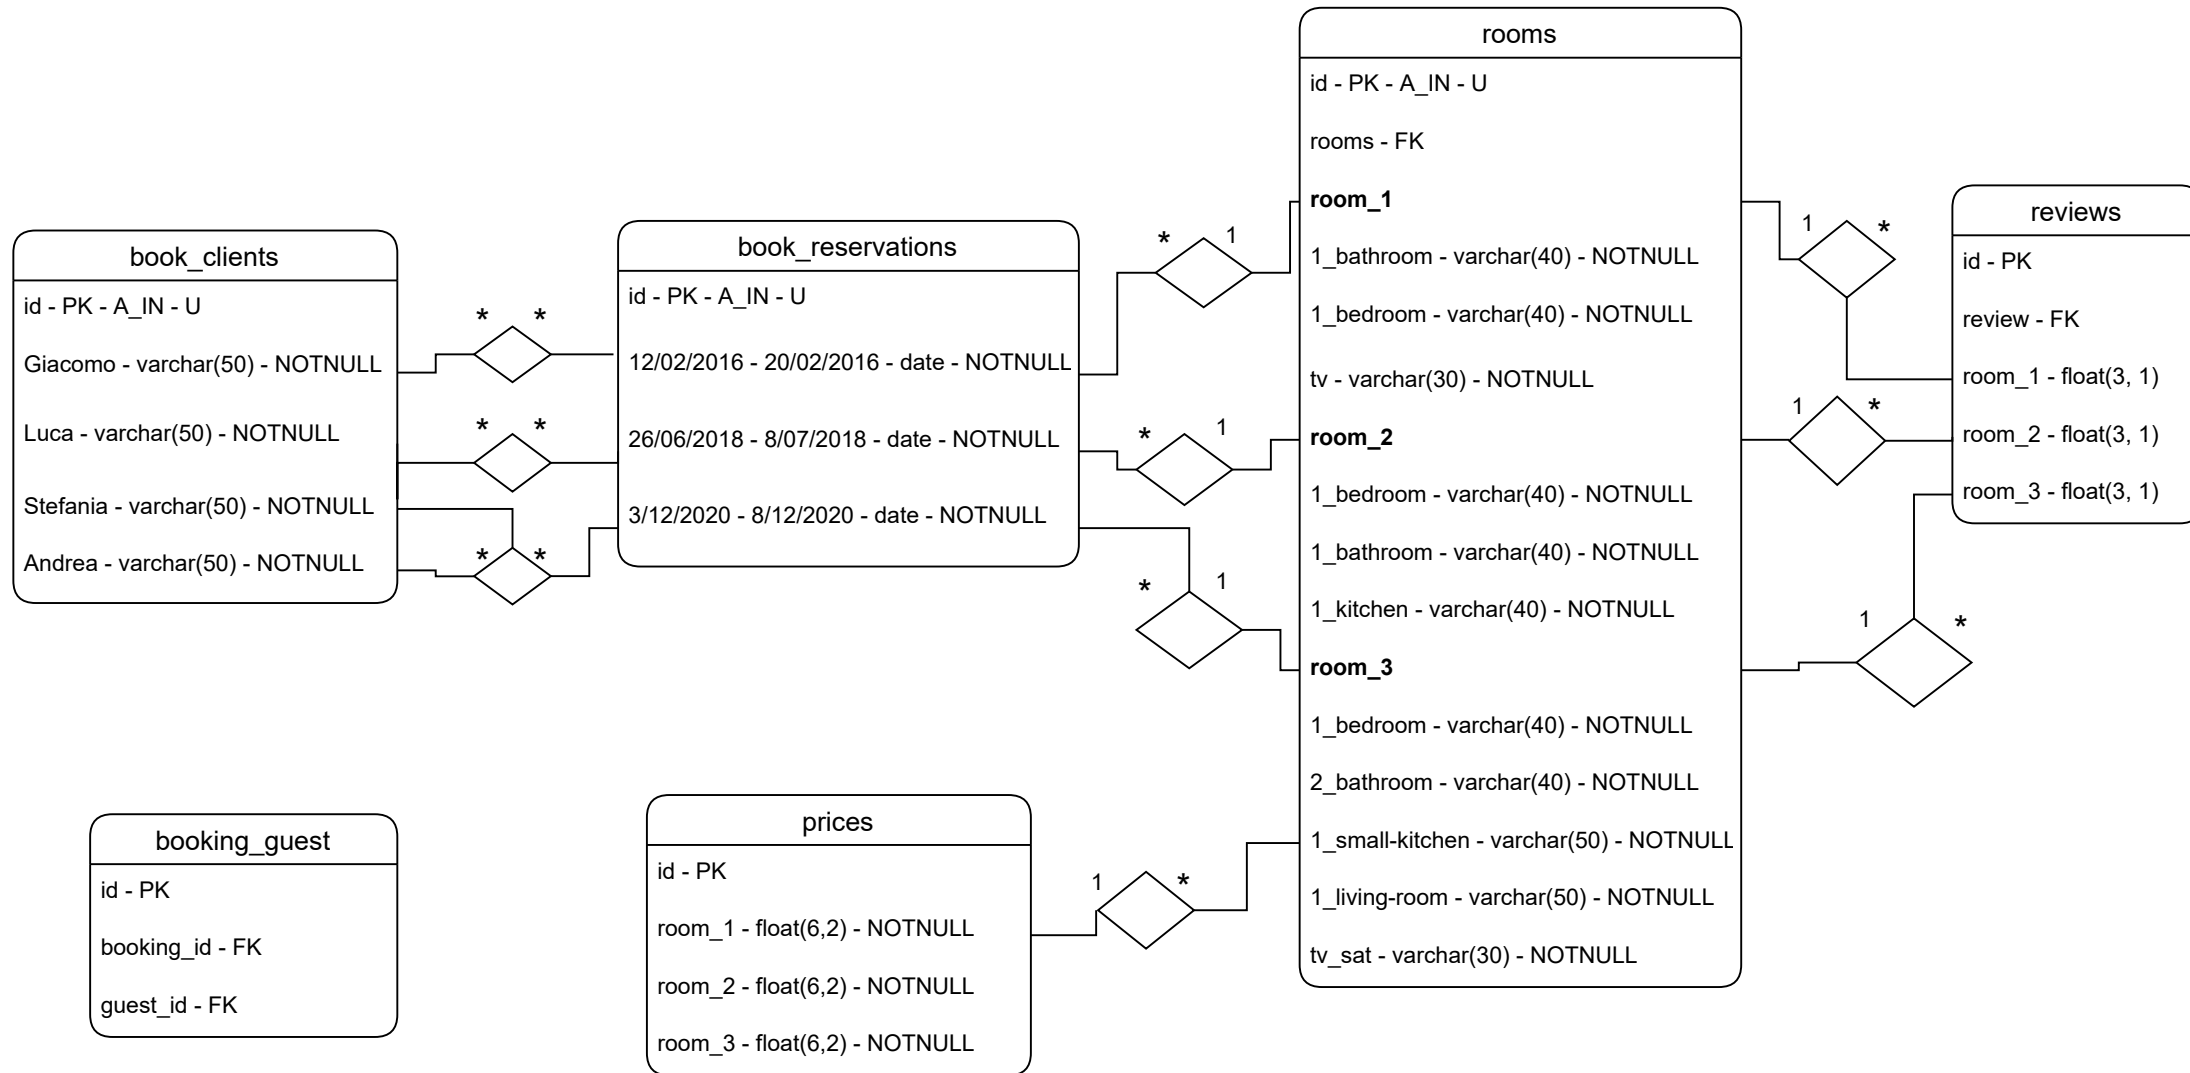 book_clients
id - PK - A_IN - U
Giacomo - varchar(50) - NOTNULL
Luca - varchar(50) - NOTNULL
Stefania - varchar(50) - NOTNULL
Andrea - varchar(50) - NOTNULL
* *
* *
* *
book_reservations
id - PK - A_IN - U
12/02/2016 - 20/02/2016 - date - NOTNULL
26/06/2018 - 8/07/2018 - date - NOTNULL
3/12/2020 - 8/12/2020 - date - NOTNULL
* 1
* 1
* 1
rooms
id - PK - A_IN - U
rooms - FK
room_1
1_bathroom - varchar(40) - NOTNULL
1_bedroom - varchar(40) - NOTNULL
tv - varchar(30) - NOTNULL
room_2
1_bedroom - varchar(40) - NOTNULL
1_bathroom - varchar(40) - NOTNULL
1_kitchen - varchar(40) - NOTNULL
room_3
1_bedroom - varchar(40) - NOTNULL
2_bathroom - varchar(40) - NOTNULL
1_small-kitchen - varchar(50) - NOTNULL
1_living-room - varchar(50) - NOTNULL
tv_sat - varchar(30) - NOTNULL
1 *
1 *
1 *
reviews
id - PK
review - FK
room_1 - float(3, 1)
room_2 - float(3, 1)
room_3 - float(3, 1)
booking_guest
id - PK
booking_id - FK
guest_id - FK
prices
id - PK
room_1 - float(6,2) - NOTNULL
room_2 - float(6,2) - NOTNULL
room_3 - float(6,2) - NOTNULL
1 *